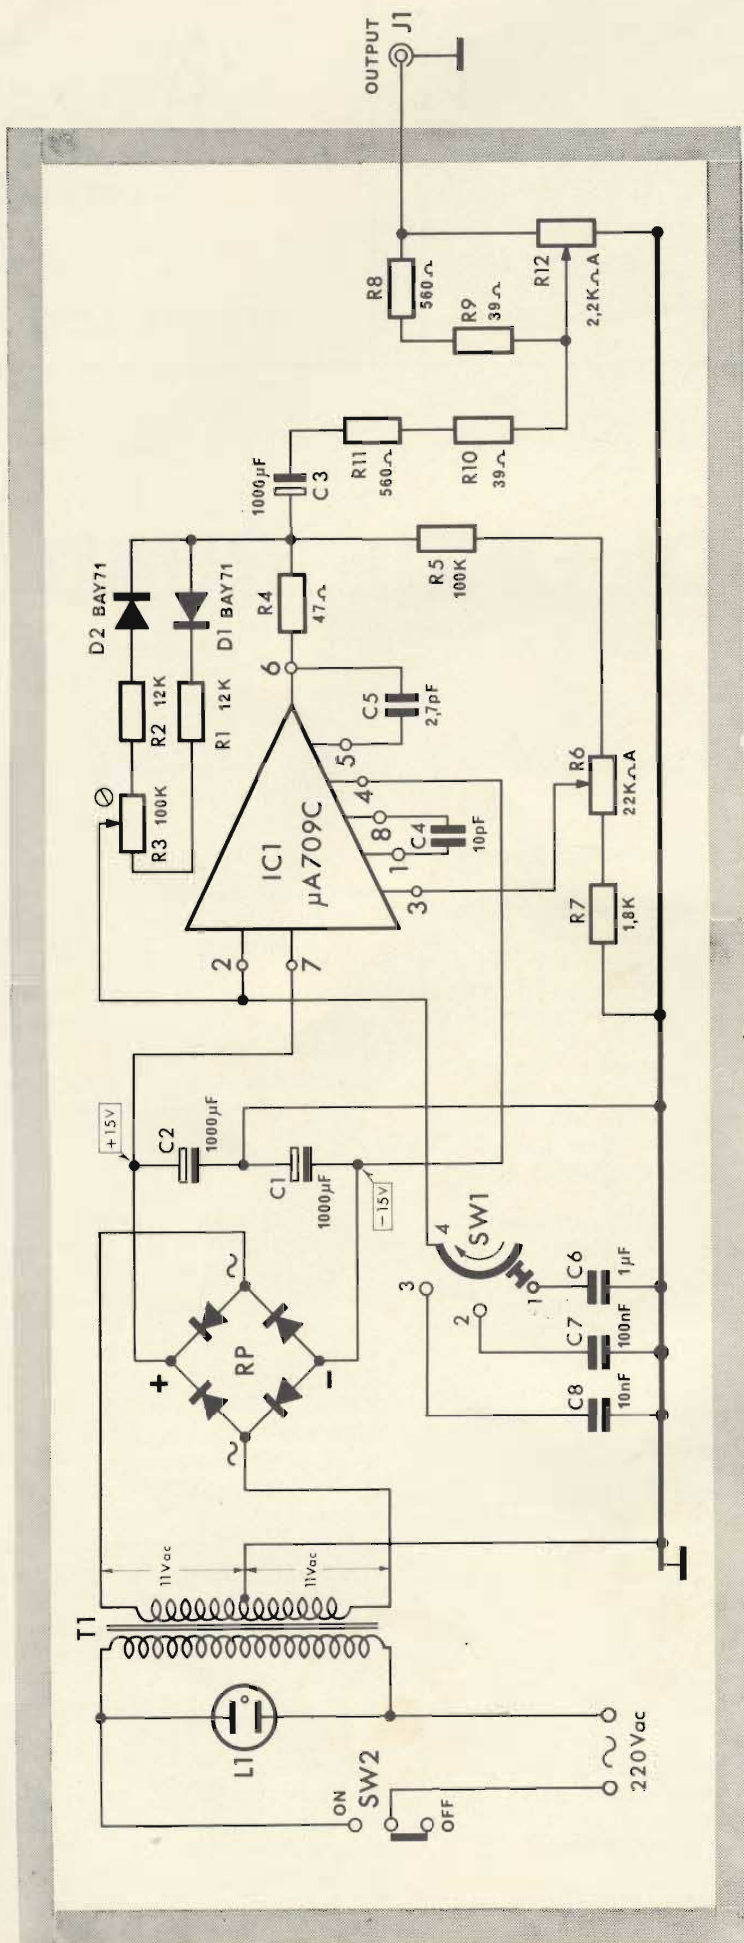 T1
11Vac
11Vac
L1
ON
SW2
OFF
~
220Vac
~
+
RP
−
~
+15V
C2
1000µF
C1
1000µF
−15V
SW1
4
3
2
1
C8
10nF
C7
100nF
C6
1µF
2
7
IC1
µA709C
3
1
8
4
5
6
C4
10pF
C5
2,7pF
R3 100K
R2 12K
R1 12K
D2 BAY71
D1 BAY71
R4
47Ω
R5
100K
R6
22KΩA
R7
1,8K
1000µF
C3
R11
560Ω
R10
39Ω
R8
560Ω
R9
39Ω
R12
2,2KΩA
OUTPUT
J1